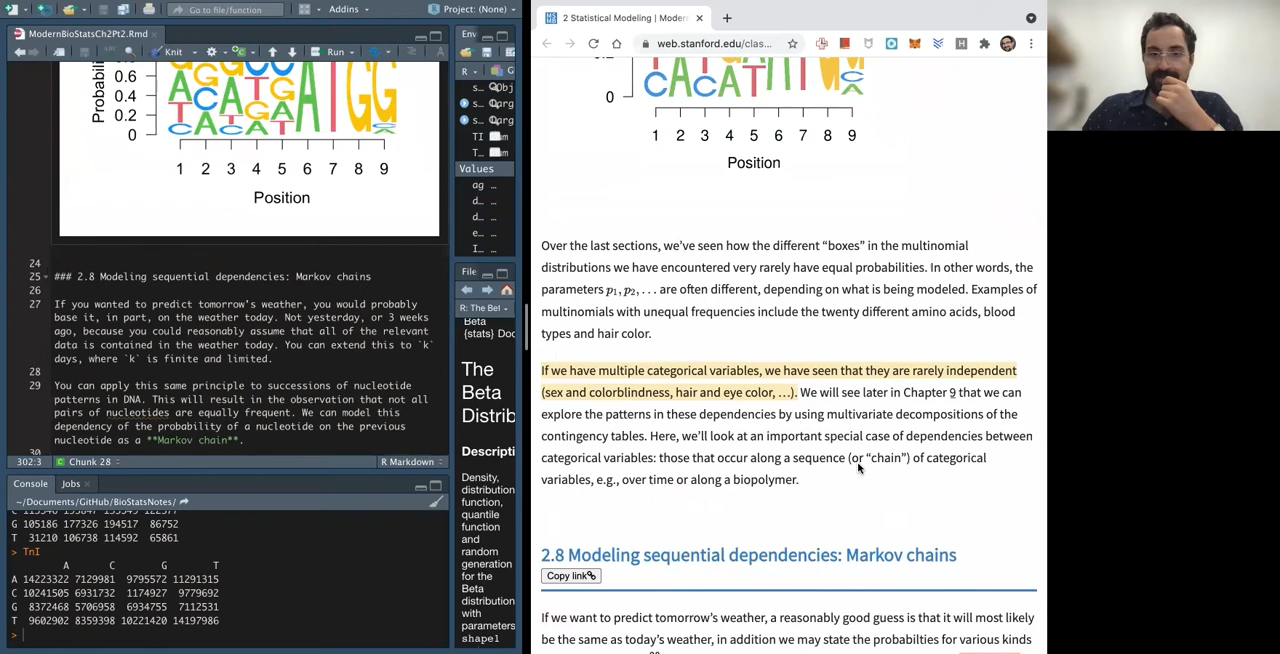 Go to file/function
Addins
Project: (None)
ModernBioStatsCh2Pt2.Rmd
Knit
Run
Probabili
0.6
0.4
0.2
0
1 2 3 4 5 6 7 8 9
Position
24
25 ### 2.8 Modeling sequential dependencies: Markov chains
26
27 If you wanted to predict tomorrow's weather, you would probably
base it, in part, on the weather today. Not yesterday, or 3 weeks
ago, because you could reasonably assume that all of the relevant
data is contained in the weather today. You can extend this to `k`
days, where `k` is finite and limited.
28
29 You can apply this same principle to successions of nucleotide
patterns in DNA. This will result in the observation that not all
pairs of nucleotides are equally frequent. We can model this
dependency of the probability of a nucleotide on the previous
nucleotide as a **Markov chain**.
30
302:3 Chunk 28 R Markdown
Console Jobs
~/Documents/GitHub/BioStatsNotes/
G 105186 177326 194517 86752
T 31210 106738 114592 65861
> TnI
A C G T
A 14223322 7129981 9795572 11291315
C 10241505 6931732 1174927 9779692
G 8372468 5706958 6934755 7112531
T 9602902 8359398 10221420 14197986
>
Env
R G
s.. Obj
s.. arg
s.. arg
TI
T..
Values
ag ...
d.. ...
d.. ...
e.. ...
I.. ...
File
R: The Bet
Beta
{stats} Doc
The
Beta
Distrib
Descripti
Density,
distribution
function,
quantile
function
and
random
generation
for the
Beta
distribution
with
parameters
shape1
2 Statistical Modeling | Moder
web.stanford.edu/clas...
0
1 2 3 4 5 6 7 8 9
Position
Over the last sections, we've seen how the different “boxes” in the multinomial
distributions we have encountered very rarely have equal probabilities. In other words, the
parameters p1, p2, … are often different, depending on what is being modeled. Examples of
multinomials with unequal frequencies include the twenty different amino acids, blood
types and hair color.
If we have multiple categorical variables, we have seen that they are rarely independent
(sex and colorblindness, hair and eye color, …). We will see later in Chapter 9 that we can
explore the patterns in these dependencies by using multivariate decompositions of the
contingency tables. Here, we'll look at an important special case of dependencies between
categorical variables: those that occur along a sequence (or “chain”) of categorical
variables, e.g., over time or along a biopolymer.
2.8 Modeling sequential dependencies: Markov chains
Copy link
If we want to predict tomorrow's weather, a reasonably good guess is that it will most likely
be the same as today's weather, in addition we may state the probabilties for various kinds